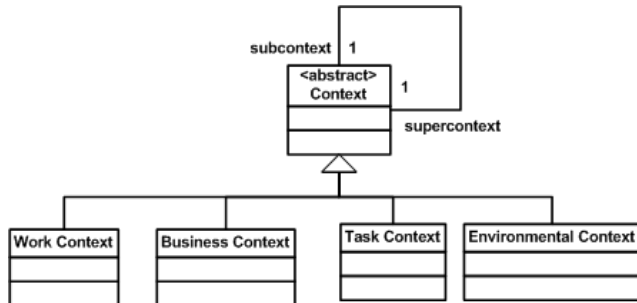 subcontext 1
<abstract>
Context
1
supercontext
Work Context
Business Context
Task Context
Environmental Context